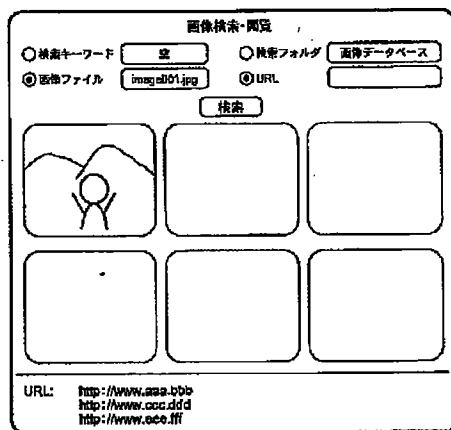 画像検索・閲覧
検索キーワード 空 検索フォルダ 画像データベース
画像ファイル image001.jpg URL
検索
URL: http://www.aaa.bbb
http://www.ccc.ddd
http://www.eee.fff